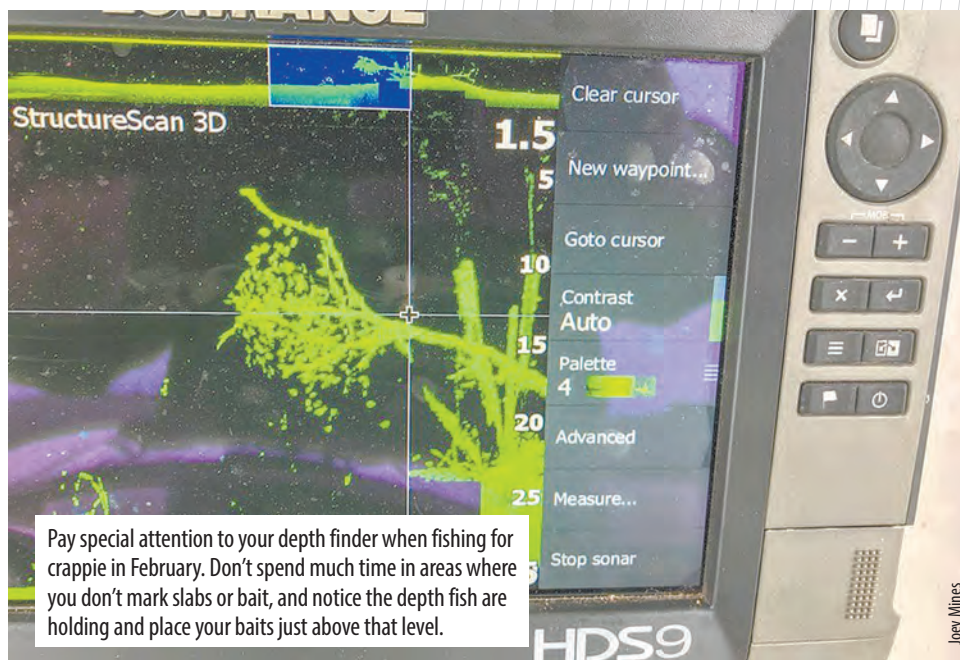 LOWRANCE
StructureScan 3D
1.5
5
10
15
20
25
Clear cursor
New waypoint...
Goto cursor
Contrast
Auto
Palette
4
Advanced
Measure...
Stop sonar
MOB
Pay special attention to your depth finder when fishing for
crappie in February. Don’t spend much time in areas where
you don’t mark slabs or bait, and notice the depth fish are
holding and place your baits just above that level.
HDS9
Joey Mines